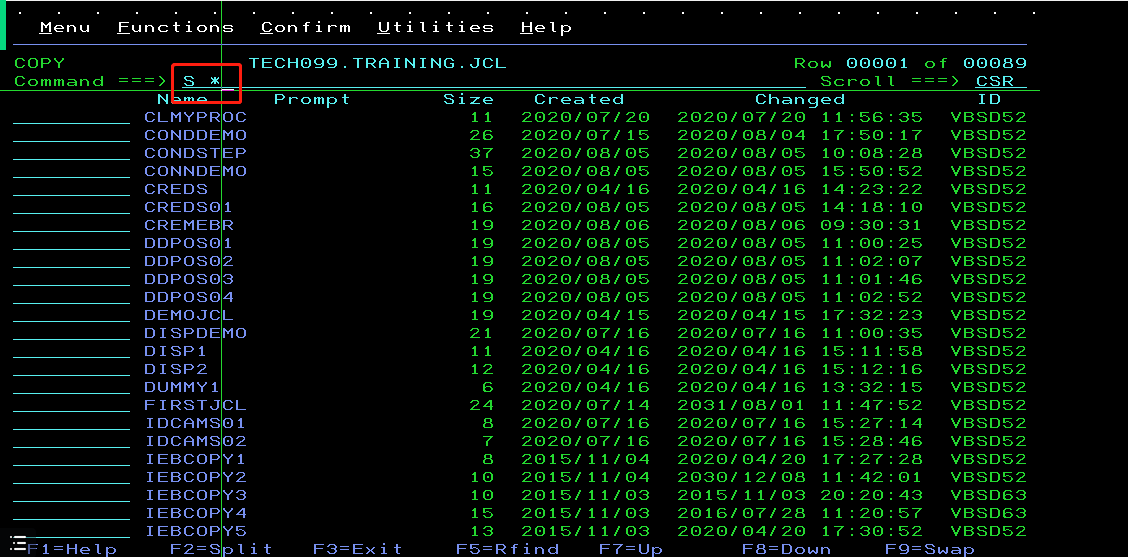 Menu Functions Confirm Utilities Help
COPY TECH099.TRAINING.JCL Row 00001 of 00089
Command ===> S * Scroll ===> CSR
Name Prompt Size Created Changed ID
CLMYPROC 11 2020/07/20 2020/07/20 11:56:35 VBSD52
CONDDEMO 26 2020/07/15 2020/08/04 17:50:17 VBSD52
CONDSTEP 37 2020/08/05 2020/08/05 10:08:28 VBSD52
CONNDEMO 15 2020/08/05 2020/08/05 15:50:52 VBSD52
CREDS 11 2020/04/16 2020/04/16 14:23:22 VBSD52
CREDS01 16 2020/08/05 2020/08/05 14:18:10 VBSD52
CREMEBR 19 2020/08/06 2020/08/06 09:30:31 VBSD52
DDPOS01 19 2020/08/05 2020/08/05 11:00:25 VBSD52
DDPOS02 19 2020/08/05 2020/08/05 11:02:07 VBSD52
DDPOS03 19 2020/08/05 2020/08/05 11:01:46 VBSD52
DDPOS04 19 2020/08/05 2020/08/05 11:02:52 VBSD52
DEMOJCL 19 2020/04/15 2020/04/15 17:32:23 VBSD52
DISPDEMO 21 2020/07/16 2020/07/16 11:00:35 VBSD52
DISP1 11 2020/04/16 2020/04/16 15:11:58 VBSD52
DISP2 12 2020/04/16 2020/04/16 15:12:16 VBSD52
DUMMY1 6 2020/04/16 2020/04/16 13:32:15 VBSD52
FIRSTJCL 24 2020/07/14 2031/08/01 11:47:52 VBSD52
IDCAMS01 8 2020/07/16 2020/07/16 15:27:14 VBSD52
IDCAMS02 7 2020/07/16 2020/07/16 15:28:46 VBSD52
IEBCOPY1 8 2015/11/04 2020/04/20 17:27:28 VBSD52
IEBCOPY2 10 2015/11/04 2030/12/08 11:42:01 VBSD52
IEBCOPY3 10 2015/11/03 2015/11/03 20:20:43 VBSD63
IEBCOPY4 15 2015/11/03 2016/07/28 11:20:57 VBSD63
IEBCOPY5 13 2015/11/03 2020/04/20 17:30:52 VBSD52
F1=Help F2=Split F3=Exit F5=Rfind F7=Up F8=Down F9=Swap